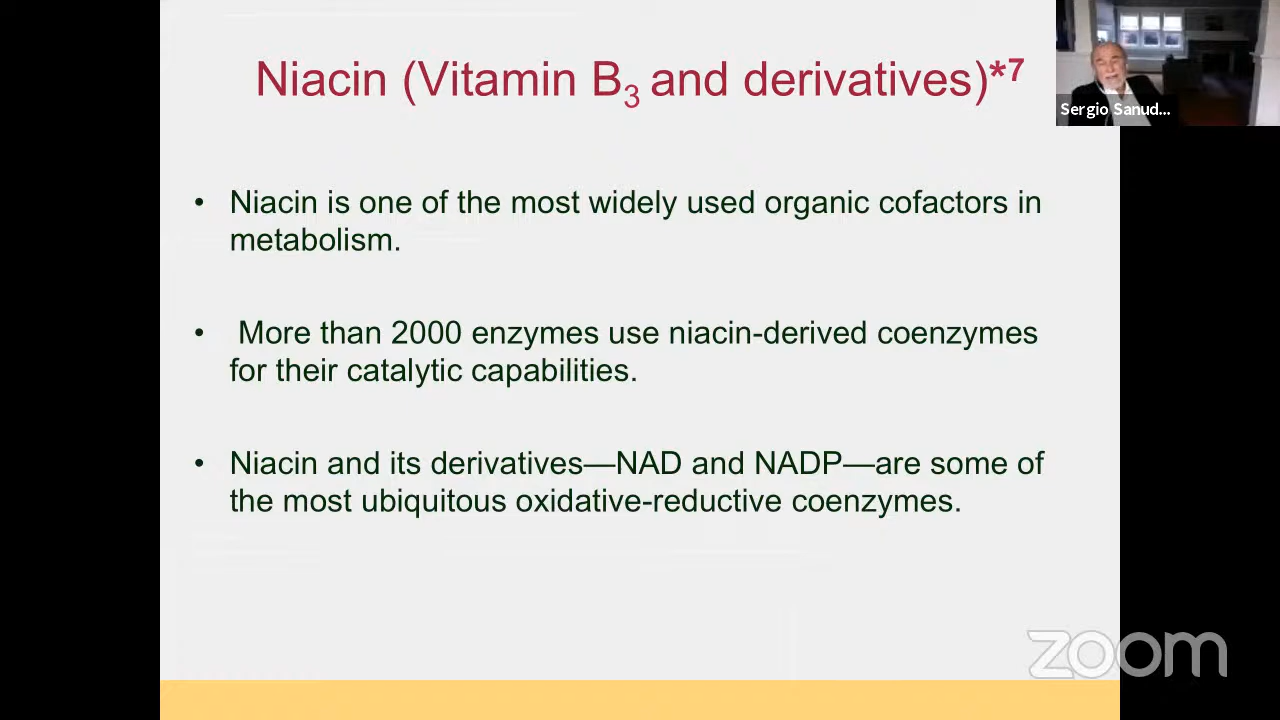 Niacin (Vitamin B3 and derivatives)*7
Sergio Sanud...
• Niacin is one of the most widely used organic cofactors in
metabolism.
• More than 2000 enzymes use niacin-derived coenzymes
for their catalytic capabilities.
• Niacin and its derivatives—NAD and NADP—are some of
the most ubiquitous oxidative-reductive coenzymes.
zoom